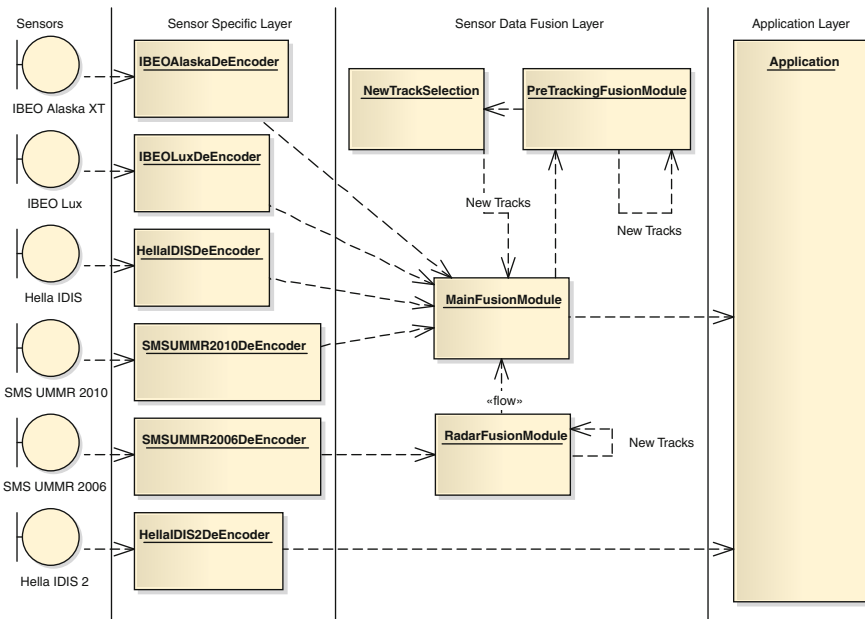 Sensors
Sensor Specific Layer
Sensor Data Fusion Layer
Application Layer
IBEO Alaska XT
IBEOAlaskaDeEncoder
NewTrackSelection
PreTrackingFusionModule
Application
IBEO Lux
IBEOLuxDeEncoder
New Tracks
New Tracks
Hella IDIS
HellaIDISDeEncoder
MainFusionModule
SMS UMMR 2010
SMSUMMR2010DeEncoder
«flow»
SMS UMMR 2006
SMSUMMR2006DeEncoder
RadarFusionModule
New Tracks
Hella IDIS 2
HellaIDIS2DeEncoder